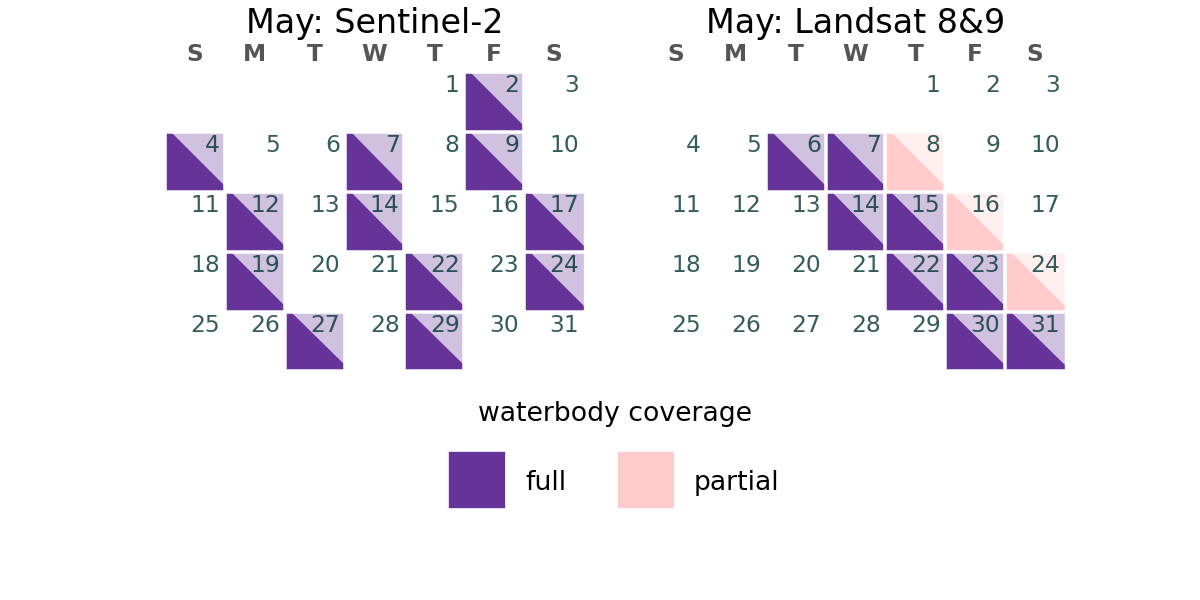 May: Sentinel-2
S M T W T F S
1 2 3
4 5 6 7 8 9 10
11 12 13 14 15 16 17
18 19 20 21 22 23 24
25 26 27 28 29 30 31
May: Landsat 8&9
S M T W T F S
1 2 3
4 5 6 7 8 9 10
11 12 13 14 15 16 17
18 19 20 21 22 23 24
25 26 27 28 29 30 31
waterbody coverage
full
partial